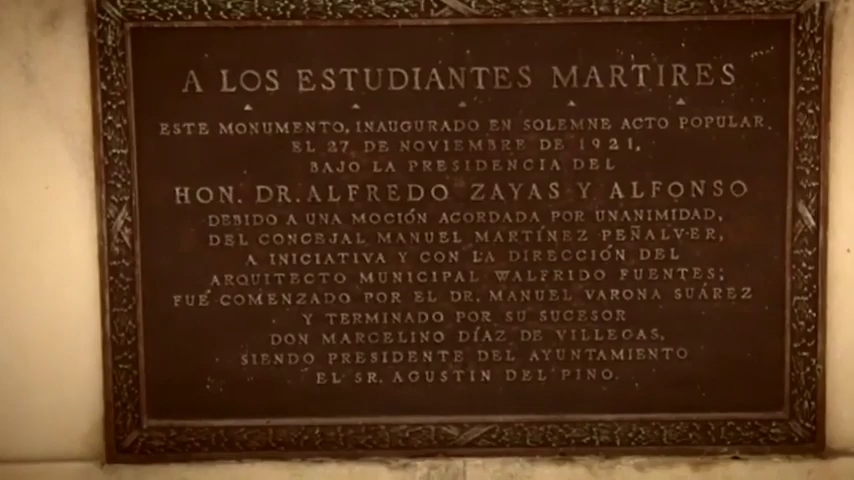 A LOS ESTUDIANTES MARTIRES
ESTE MONUMENTO, INAUGURADO EN SOLEMNE ACTO POPULAR,
EL 27 DE NOVIEMBRE DE 1921,
BAJO LA PRESIDENCIA DEL
HON. DR. ALFREDO ZAYAS Y ALFONSO
DEBIDO A UNA MOCIÓN ACORDADA POR UNANIMIDAD,
DEL CONCEJAL MANUEL MARTÍNEZ PEÑALVER,
A INICIATIVA Y CON LA DIRECCIÓN DEL
ARQUITECTO MUNICIPAL WALFRIDO FUENTES;
FUÉ COMENZADO POR EL DR. MANUEL VARONA SUÁREZ
Y TERMINADO POR SU SUCESOR
DON MARCELINO DÍAZ DE VILLEGAS,
SIENDO PRESIDENTE DEL AYUNTAMIENTO
EL SR. AGUSTIN DEL PINO.